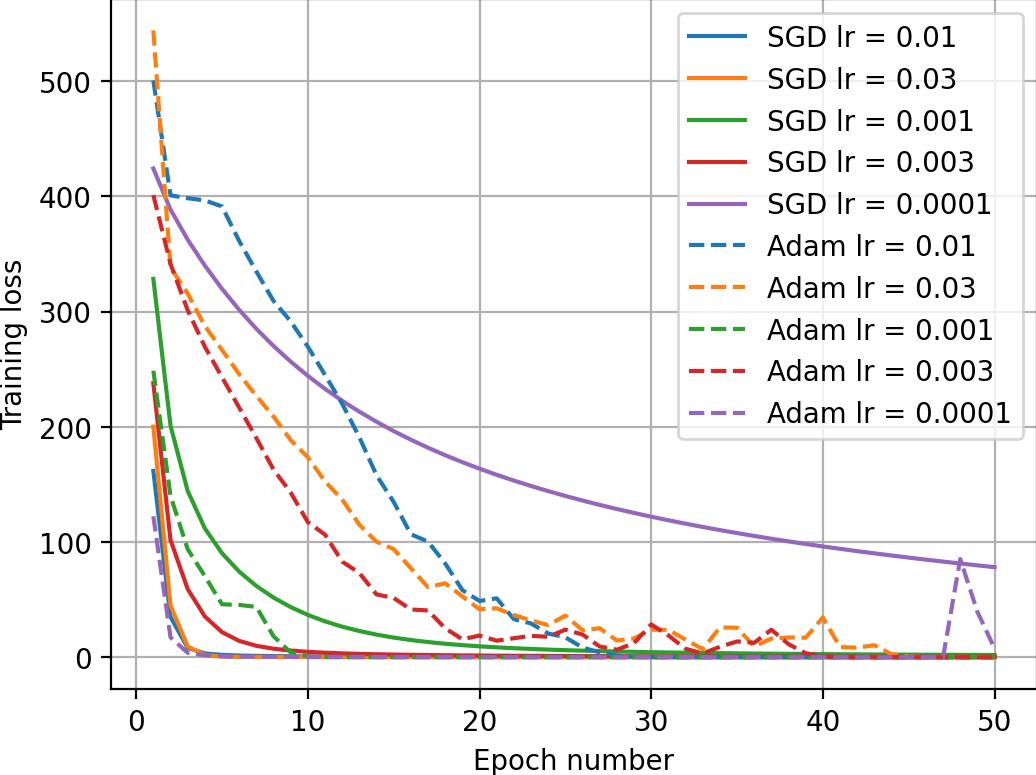 500
400
300
200
100
0
Training loss
0 10 20 30 40 50
Epoch number
SGD lr = 0.01
SGD lr = 0.03
SGD lr = 0.001
SGD lr = 0.003
SGD lr = 0.0001
Adam lr = 0.01
Adam lr = 0.03
Adam lr = 0.001
Adam lr = 0.003
Adam lr = 0.0001